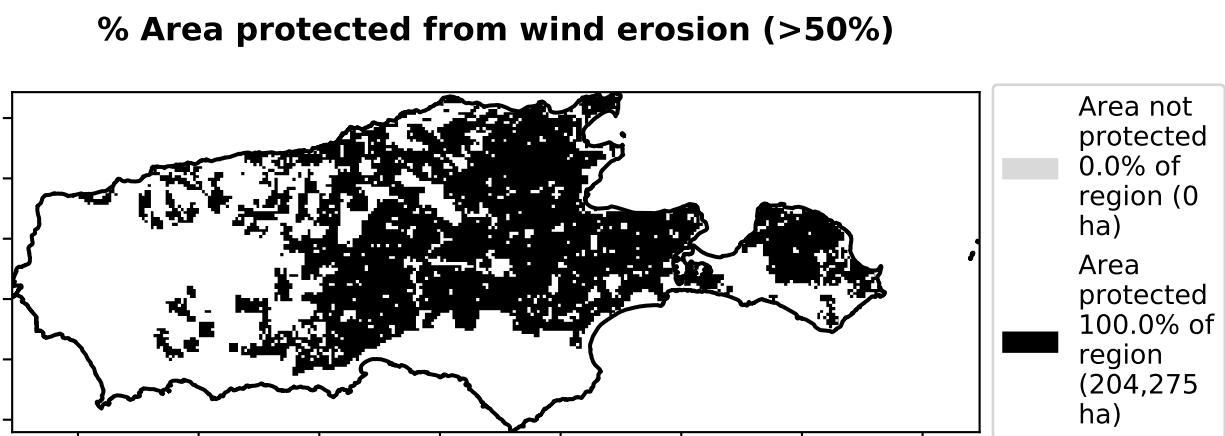 % Area protected from wind erosion (>50%)
Area not
protected
0.0% of
region (0
ha)
Area
protected
100.0% of
region
(204,275
ha)